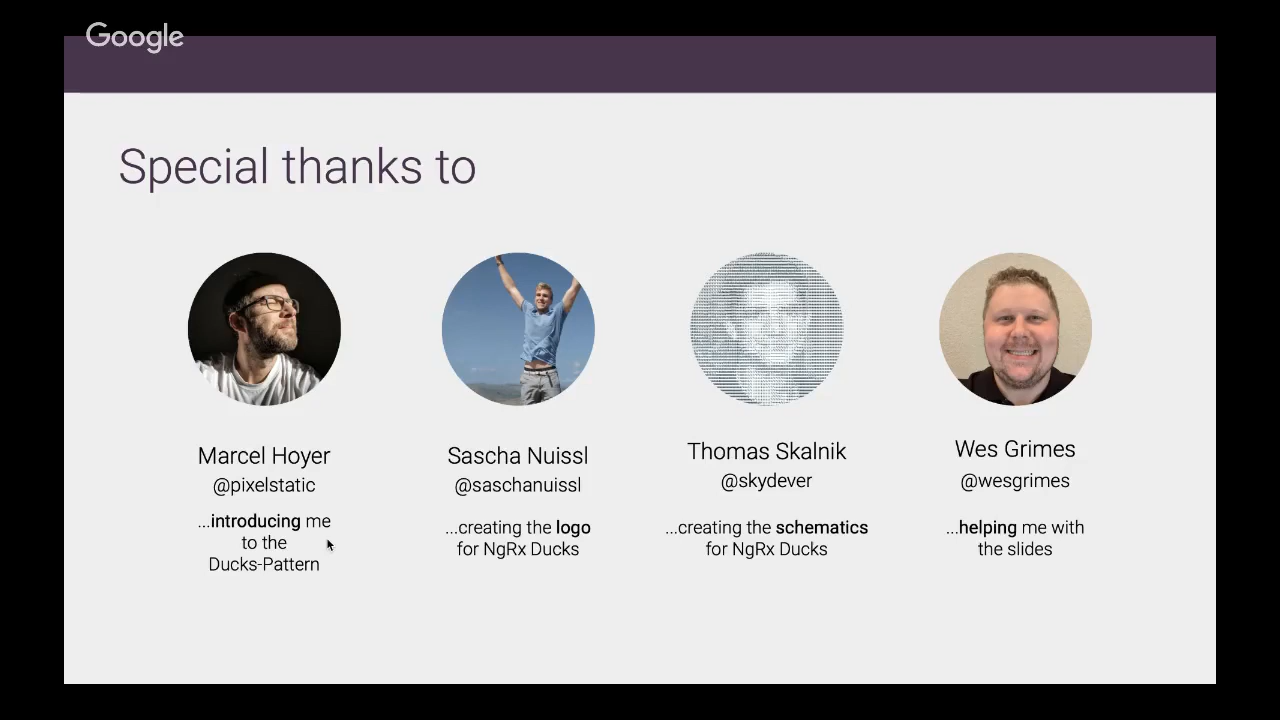 Google
Special thanks to
Marcel Hoyer
@pixelstatic
...introducing me
to the
Ducks-Pattern
Sascha Nuissl
@saschanuissl
...creating the logo
for NgRx Ducks
Thomas Skalnik
@skydever
...creating the schematics
for NgRx Ducks
Wes Grimes
@wesgrimes
...helping me with
the slides